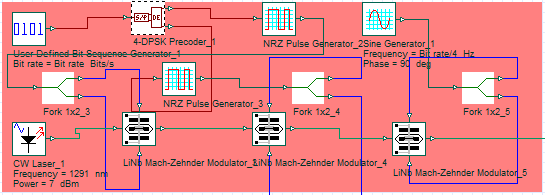 0101
S/P
DE
4-DPSK Precoder_1
User Defined Bit Sequence Generator_1
Bit rate = Bit rate Bits/s
NRZ Pulse Generator_2
Sine Generator_1
Frequency = Bit rate/4 Hz
Phase = 90 deg
NRZ Pulse Generator_3
Fork 1x2_3
Fork 1x2_4
Fork 1x2_5
CW Laser_1
Frequency = 1291 nm
Power = 7 dBm
LiNb Mach-Zehnder Modulator_3
LiNb Mach-Zehnder Modulator_4
LiNb Mach-Zehnder Modulator_5